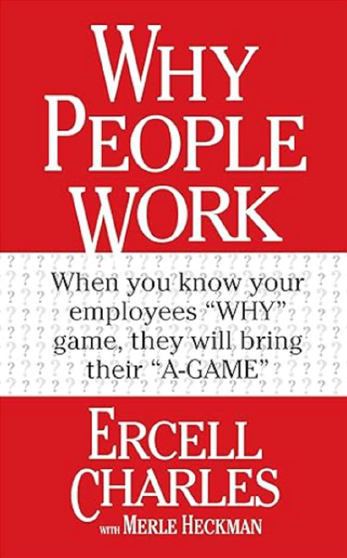 WHY
PEOPLE
WORK
When you know your
employees “WHY”
game, they will bring
their “A-GAME”
ERCELL
CHARLES
WITH MERLE HECKMAN